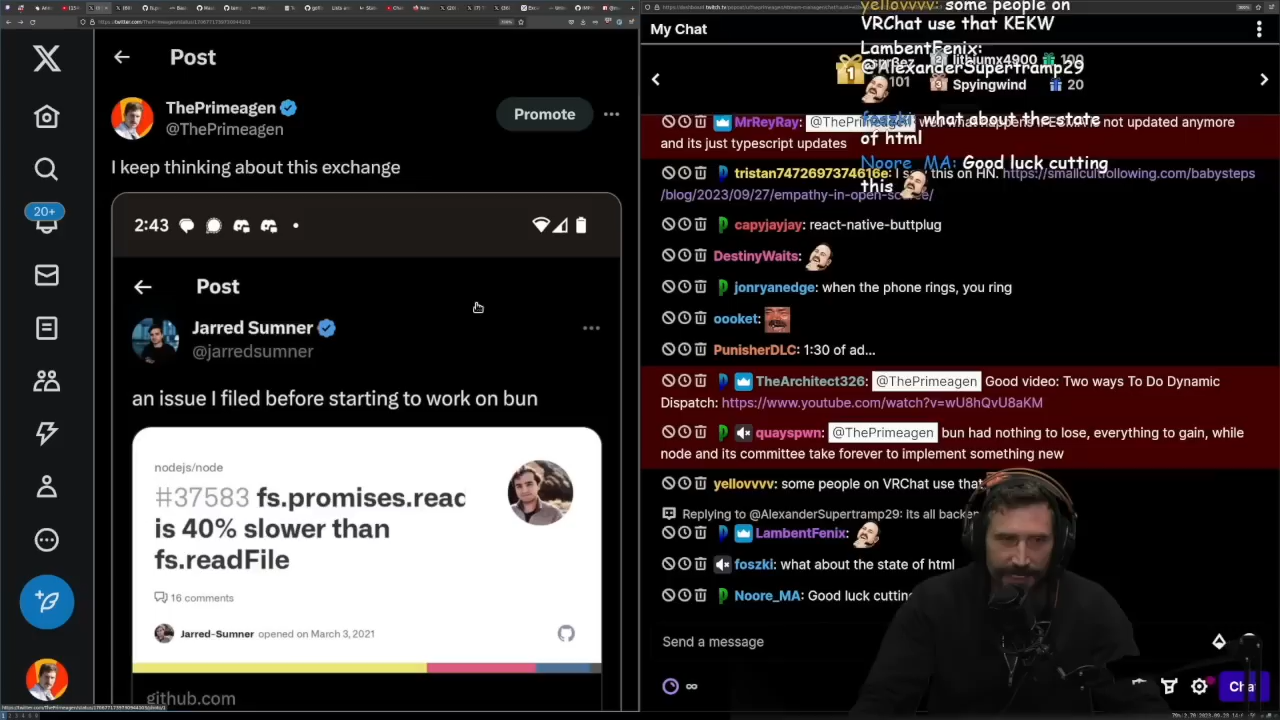 Post
ThePrimeagen
@ThePrimeagen
Promote
I keep thinking about this exchange
20+
2:43
Post
Jarred Sumner
@jarredsumner
an issue I filed before starting to work on bun
nodejs/node
#37583 fs.promises.read
is 40% slower than
fs.readFile
16 comments
Jarred-Sumner opened on March 3, 2021
github.com
My Chat
yellovvvv: some people on
VRChat use that KEKW
LambentFenix:
@AlexanderSupertramp29
foszki: what about the state
of html
Noore_MA: Good luck cutting
this
1
101
lithiumx4900 100
Spyingwind 20
MrReyRay: @ThePrimeagen
not updated anymore
and its just typescript updates
tristan7472697374616e: I
this on HN. https://smallcultfollowing.com/babysteps
/blog/2023/09/27/empathy-in-open-source/
capyjayjay: react-native-buttplug
DestinyWaits:
jonryanedge: when the phone rings, you ring
oooket:
PunisherDLC: 1:30 of ad...
TheArchitect326: @ThePrimeagen Good video: Two ways To Do Dynamic
Dispatch: https://www.youtube.com/watch?v=wU8hQvU8aKM
quayspwn: @ThePrimeagen bun had nothing to lose, everything to gain, while
node and its committee take forever to implement something new
yellovvvv: some people on VRChat use that
Replying to @AlexanderSupertramp29: Its all backen
LambentFenix:
foszki: what about the state of html
Noore_MA: Good luck cutting
Send a message
Chat